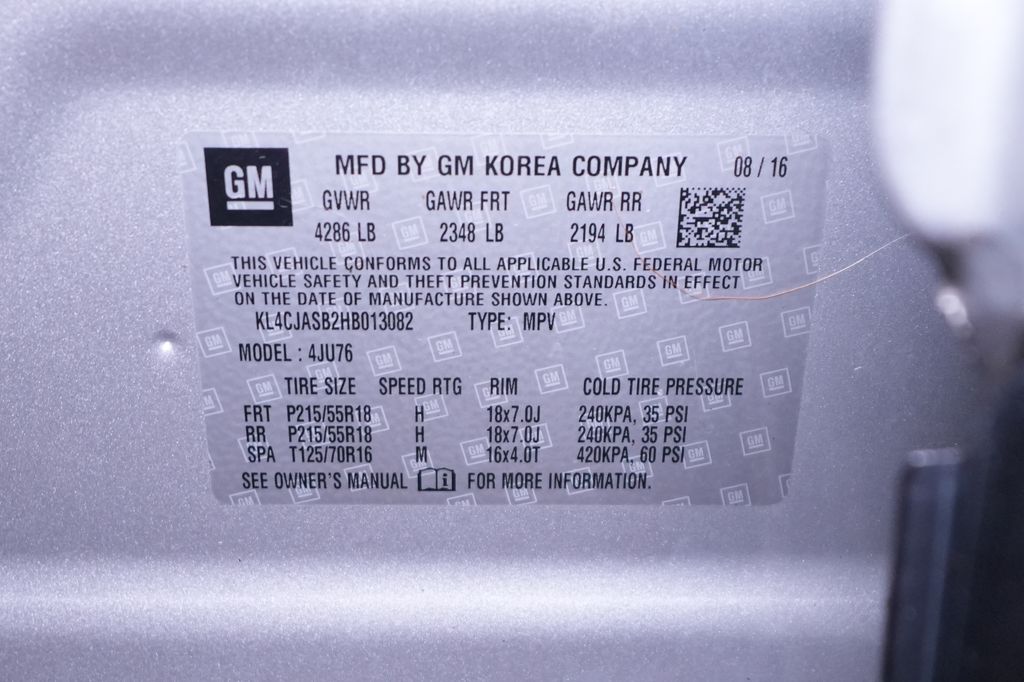 GM MFD BY GM KOREA COMPANY 08 / 16
GVWR GAWR FRT GAWR RR
4286 LB 2348 LB 2194 LB
THIS VEHICLE CONFORMS TO ALL APPLICABLE U.S. FEDERAL MOTOR
VEHICLE SAFETY AND THEFT PREVENTION STANDARDS IN EFFECT
ON THE DATE OF MANUFACTURE SHOWN ABOVE.
KL4CJASB2HB013082 TYPE: MPV
MODEL : 4JU76
TIRE SIZE SPEED RTG RIM COLD TIRE PRESSURE
FRT P215/55R18 H 18x7.0J 240KPA, 35 PSI
RR P215/55R18 H 18x7.0J 240KPA, 35 PSI
SPA T125/70R16 M 16x4.0T 420KPA, 60 PSI
SEE OWNER'S MANUAL FOR MORE INFORMATION.